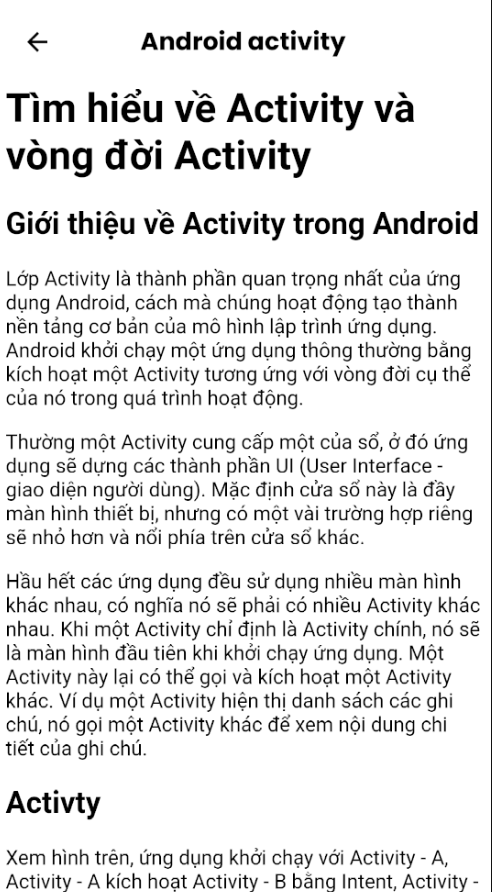 Android activity
Tìm hiểu về Activity và
vòng đời Activity
Giới thiệu về Activity trong Android
Lớp Activity là thành phần quan trọng nhất của ứng
dụng Android, cách mà chúng hoạt động tạo thành
nền tảng cơ bản của mô hình lập trình ứng dụng.
Android khởi chạy một ứng dụng thông thường bằng
kích hoạt một Activity tương ứng với vòng đời cụ thể
của nó trong quá trình hoạt động.
Thường một Activity cung cấp một của sổ, ở đó ứng
dụng sẽ dựng các thành phần UI (User Interface -
giao diện người dùng). Mặc định cửa sổ này là đầy
màn hình thiết bị, nhưng có một vài trường hợp riêng
sẽ nhỏ hơn và nổi phía trên cửa sổ khác.
Hầu hết các ứng dụng đều sử dụng nhiều màn hình
khác nhau, có nghĩa nó sẽ phải có nhiều Activity khác
nhau. Khi một Activity chỉ định là Activity chính, nó sẽ
là màn hình đầu tiên khi khởi chạy ứng dụng. Một
Activity này lại có thể gọi và kích hoạt một Activity
khác. Ví dụ một Activity hiện thị danh sách các ghi
chú, nó gọi một Activity khác để xem nội dung chi
tiết của ghi chú.
Activty
Xem hình trên, ứng dụng khởi chạy với Activity - A,
Activity - A kích hoạt Activity - B bằng Intent, Activity -